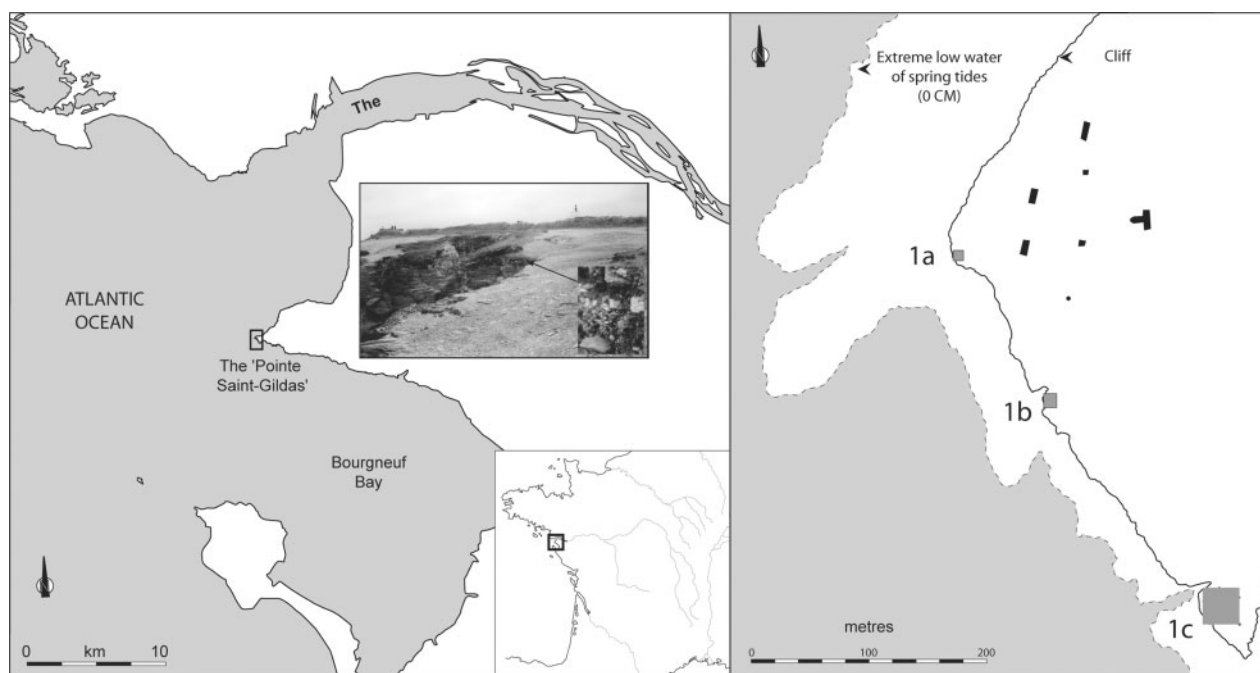 The
ATLANTIC
OCEAN
The 'Pointe
Saint-Gildas'
Bourgneuf
Bay
0 km 10
Extreme low water
of spring tides
(0 CM)
Cliff
1a
1b
1c
metres
0 100 200